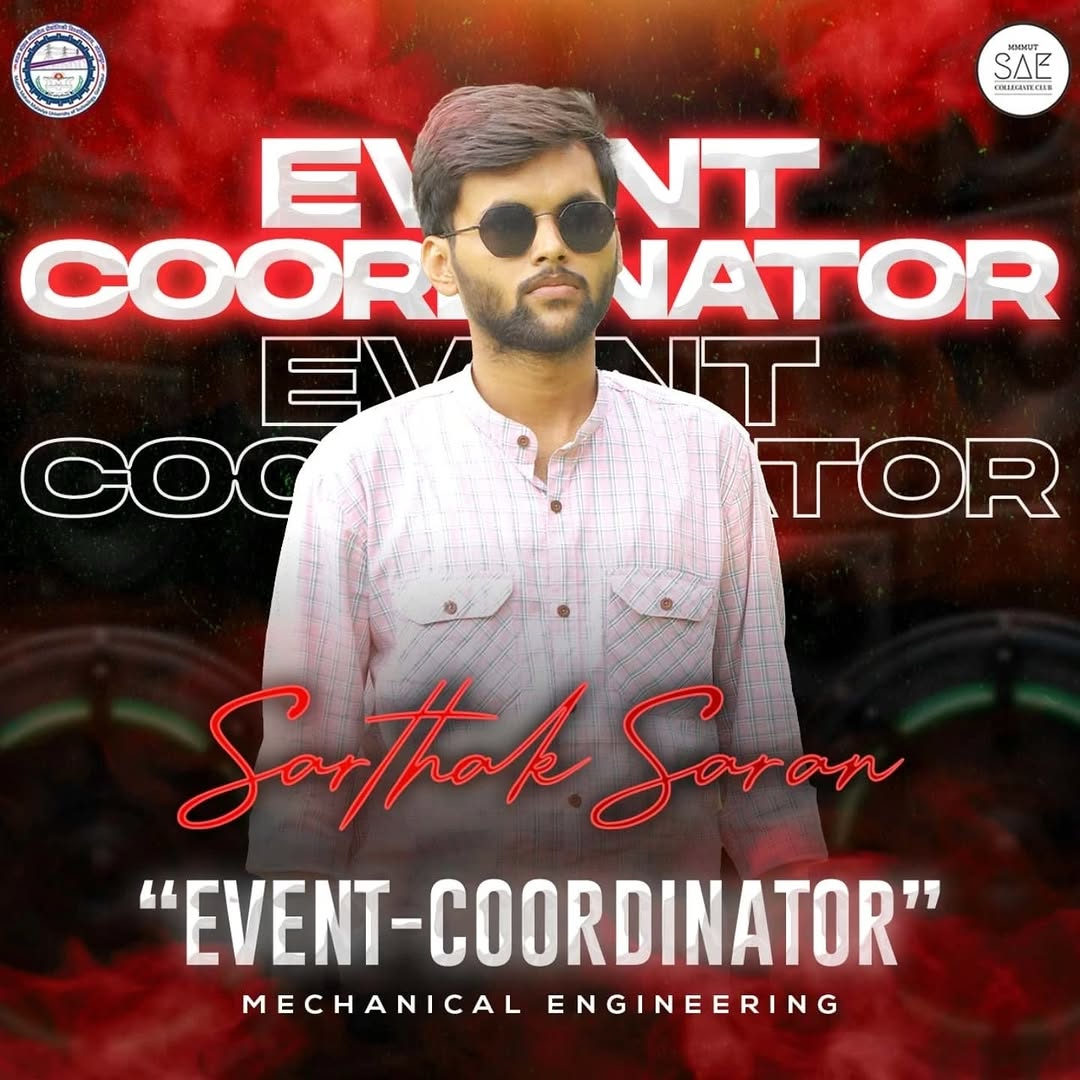 MMMUT
SAE
COLLEGIATE CLUB
EVENT
COORDINATOR
EVENT
COORDINATOR
Sarthak Saran
“EVENT-COORDINATOR”
MECHANICAL ENGINEERING